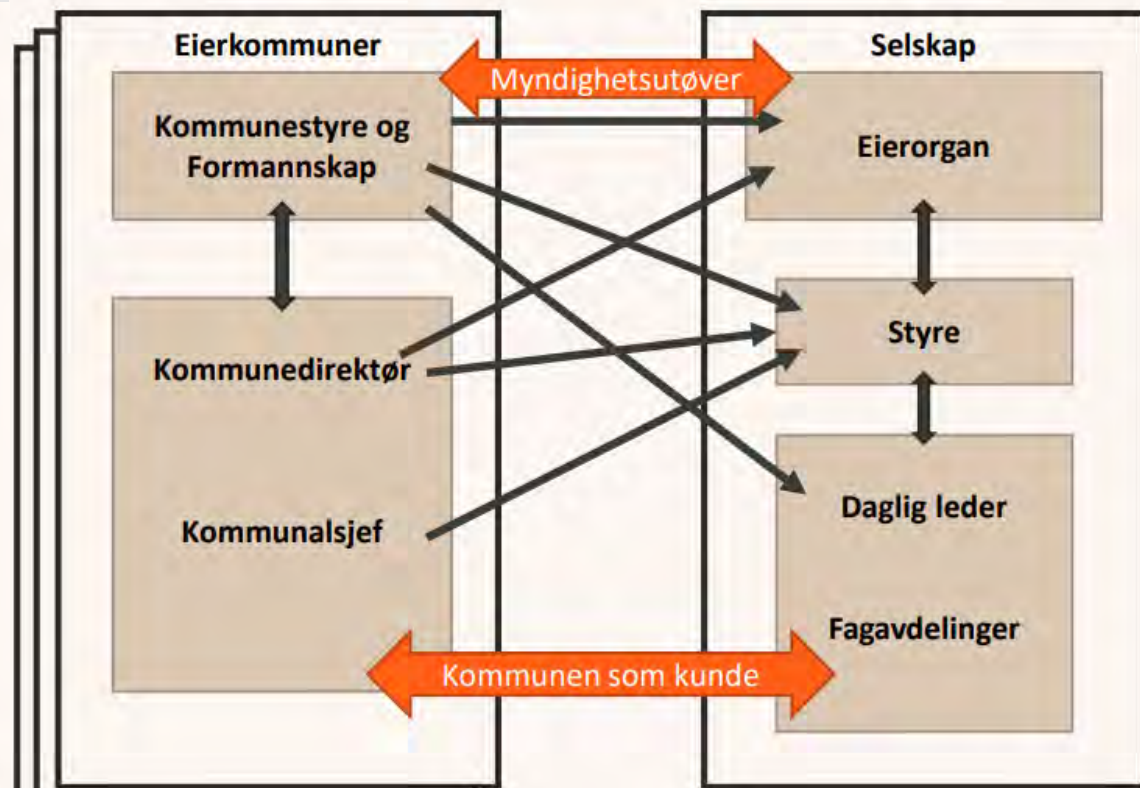 Eierkommuner
Kommunestyre og
Formannskap
Kommunedirektør
Kommunalsjef
Myndighetsutøver
Kommunen som kunde
Selskap
Eierorgan
Styre
Daglig leder
Fagavdelinger